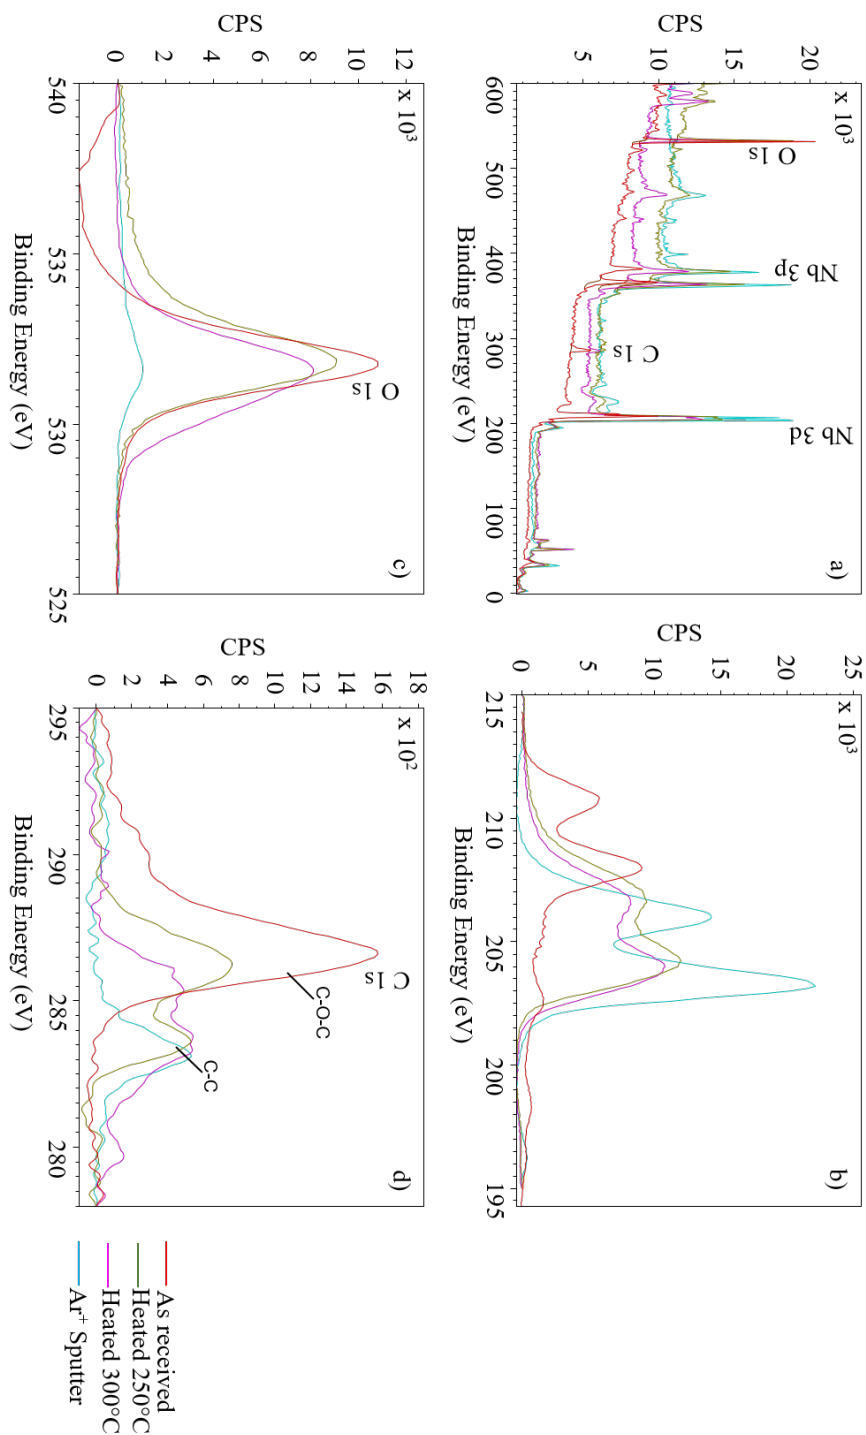 a)
x 10³
CPS
20
15
10
5
O 1s
Nb 3p
C 1s
Nb 3d
600
500
400
300
200
100
0
Binding Energy (eV)
b)
x 10³
CPS
25
20
15
10
5
0
215
210
205
200
195
Binding Energy (eV)
c)
x 10³
CPS
12
10
8
6
4
2
0
O 1s
540
535
530
525
Binding Energy (eV)
d)
x 10²
CPS
18
16
14
12
10
8
6
4
2
0
C 1s
C-O-C
C-C
295
290
285
280
Binding Energy (eV)
As received
Heated 250°C
Heated 300°C
Ar⁺ Sputter